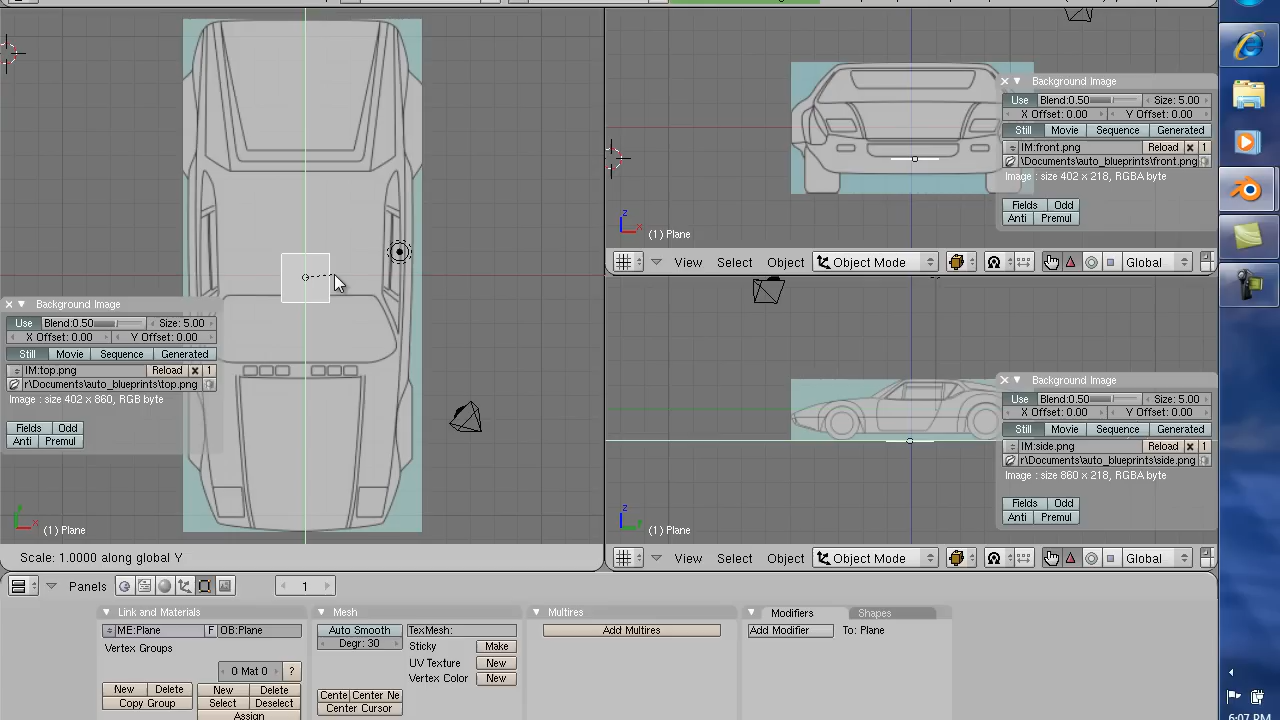 Background Image
Use Blend:0.50 Size: 5.00
X Offset: 0.00 Y Offset: 0.00
Still Movie Sequence Generated
IM:front.png Reload 1
\Documents\auto_blueprints\front.png
Image : size 402 x 218, RGBA byte
Fields Odd
Anti Premul
z
x
(1) Plane
View Select Object Object Mode Global
Background Image
Use Blend:0.50 Size: 5.00
X Offset: 0.00 Y Offset: 0.00
Still Movie Sequence Generated
IM:top.png Reload 1
r\Documents\auto_blueprints\top.png
Image : size 402 x 860, RGB byte
Fields Odd
Anti Premul
x
(1) Plane
Scale: 1.0000 along global Y
Background Image
Use Blend:0.50 Size: 5.00
X Offset: 0.00 Y Offset: 0.00
Still Movie Sequence Generated
IM:side.png Reload 1
r\Documents\auto_blueprints\side.png
Image : size 860 x 218, RGBA byte
Fields Odd
Anti Premul
z
y
(1) Plane
View Select Object Object Mode Global
Panels 1
Link and Materials
ME:Plane F OB:Plane
Vertex Groups
0 Mat 0 ?
New Delete New Delete
Copy Group Select Deselect
Assign
Mesh
Auto Smooth TexMesh:
Degr: 30 Sticky Make
UV Texture New
Vertex Color New
Cente Center Ne
Center Cursor
Multires
Add Multires
Modifiers Shapes
Add Modifier To: Plane
6:07 PM